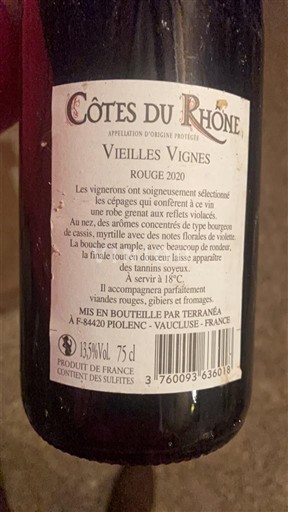 CÔTES DU RHÔNE
APPELLATION D'ORIGINE PROTÉGÉE
VIEILLES VIGNES
ROUGE 2020
Les vignerons ont soigneusement sélectionné
les cépages qui confèrent à ce vin
une robe grenat aux reflets violacés.
Au nez, des arômes concentrés de type bourgeon
de cassis, myrtille avec des notes florales de violette.
La bouche est ample, avec beaucoup de rondeur,
la finale tout en douceur laisse apparaître
des tannins soyeux.
À servir à 18°C.
Il accompagnera parfaitement
viandes rouges, gibiers et fromages.
MIS EN BOUTEILLE PAR TERRANÉA
À F-84420 PIOLENC - VAUCLUSE - FRANCE
13,5%Vol. 75 cl
PRODUIT DE FRANCE
CONTIENT DES SULFITES
3 760093 636018